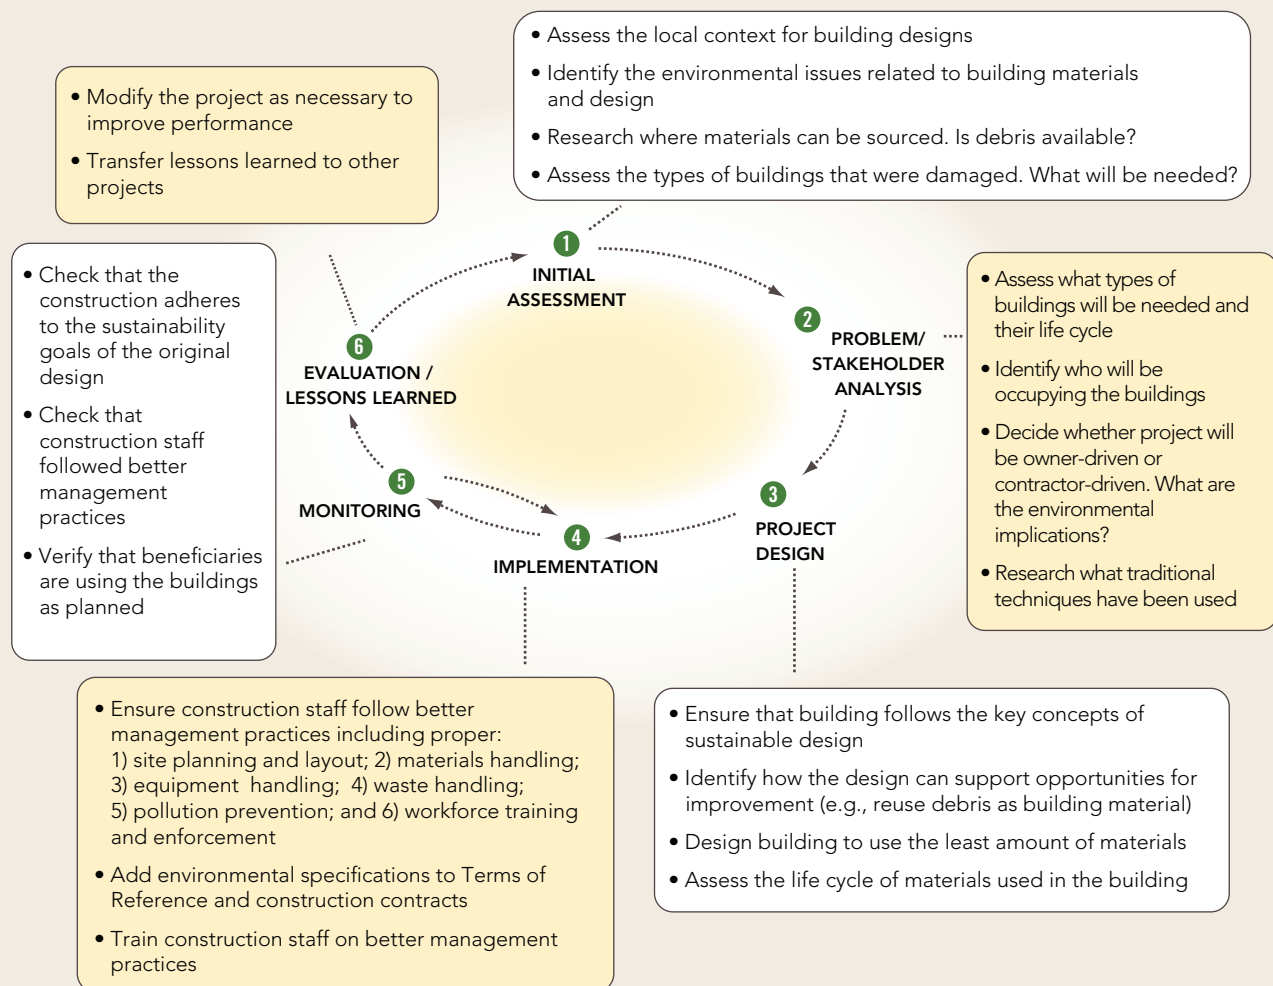 • Assess the local context for building designs
• Identify the environmental issues related to building materials
and design
• Research where materials can be sourced. Is debris available?
• Assess the types of buildings that were damaged. What will be needed?
• Modify the project as necessary to
improve performance
• Transfer lessons learned to other
projects
1
INITIAL
ASSESSMENT
2
PROBLEM/
STAKEHOLDER
ANALYSIS
• Assess what types of
buildings will be needed and
their life cycle
• Identify who will be
occupying the buildings
• Decide whether project will
be owner-driven or
contractor-driven. What are
the environmental
implications?
• Research what traditional
techniques have been used
• Check that the
construction adheres
to the sustainability
goals of the original
design
• Check that
construction staff
followed better
management
practices
• Verify that beneficiaries
are using the buildings
as planned
6
EVALUATION /
LESSONS LEARNED
5
MONITORING
4
IMPLEMENTATION
3
PROJECT
DESIGN
• Ensure construction staff follow better
management practices including proper:
1) site planning and layout; 2) materials handling;
3) equipment handling; 4) waste handling;
5) pollution prevention; and 6) workforce training
and enforcement
• Add environmental specifications to Terms of
Reference and construction contracts
• Train construction staff on better management
practices
• Ensure that building follows the key concepts of
sustainable design
• Identify how the design can support opportunities for
improvement (e.g., reuse debris as building material)
• Design building to use the least amount of materials
• Assess the life cycle of materials used in the building